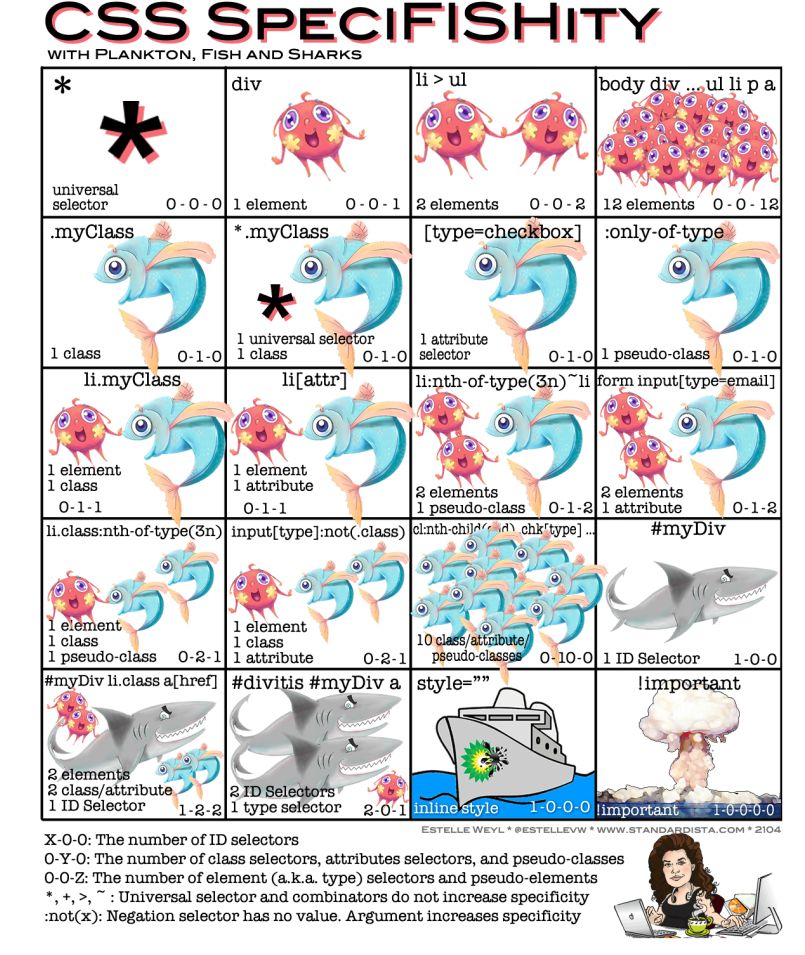 CSS SpeciFISHity
with Plankton, Fish and Sharks
*
*
universal
selector 0-0-0
div
1 element 0-0-1
li > ul
2 elements 0-0-2
body div ... ul li p a
12 elements 0-0-12
.myClass
1 class 0-1-0
*.myClass
*
1 universal selector
1 class 0-1-0
[type=checkbox]
1 attribute
selector 0-1-0
:only-of-type
1 pseudo-class 0-1-0
li.myClass
1 element
1 class
0-1-1
li[attr]
1 element
1 attribute
0-1-1
li:nth-of-type(3n)~li
2 elements
1 pseudo-class 0-1-2
form input[type=email]
2 elements
1 attribute 0-1-2
li.class:nth-of-type(3n)
1 element
1 class
1 pseudo-class 0-2-1
input[type]:not(.class)
1 element
1 class
1 attribute 0-2-1
cl:nth-child(odd) .chk[type] ...
10 class/attribute/
pseudo-classes 0-10-0
#myDiv
1 ID Selector 1-0-0
#myDiv li.class a[href]
2 elements
2 class/attribute
1 ID Selector 1-2-2
#divitis #myDiv a
2 ID Selectors
1 type selector 2-0-1
style=""
bp
inline style 1-0-0-0
!important
!important 1-0-0-0-0
Estelle Weyl * @estellevw * www.standardista.com * 2104
X-0-0: The number of ID selectors
0-Y-0: The number of class selectors, attributes selectors, and pseudo-classes
0-0-Z: The number of element (a.k.a. type) selectors and pseudo-elements
*, +, >, ~ : Universal selector and combinators do not increase specificity
:not(x): Negation selector has no value. Argument increases specificity